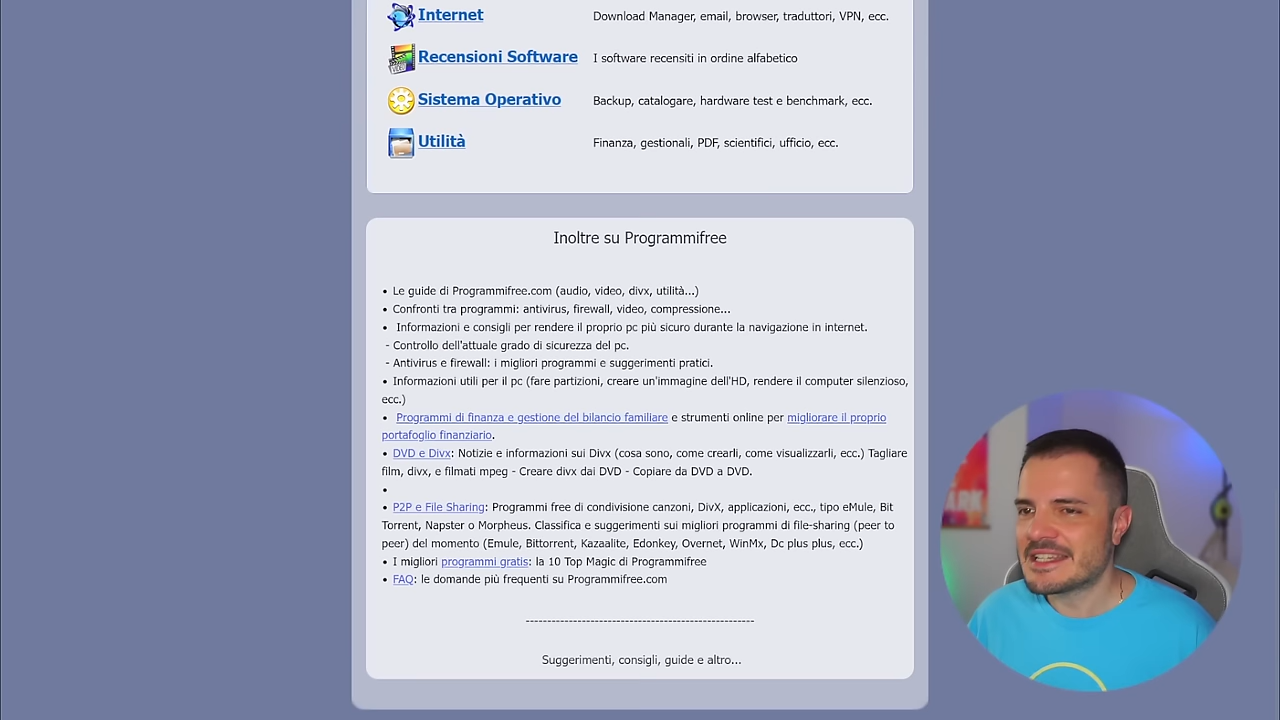 Internet Download Manager, email, browser, traduttori, VPN, ecc.
Recensioni Software I software recensiti in ordine alfabetico
Sistema Operativo Backup, catalogare, hardware test e benchmark, ecc.
Utilità Finanza, gestionali, PDF, scientifici, ufficio, ecc.
Inoltre su Programmifree
• Le guide di Programmifree.com (audio, video, divx, utilità...)
• Confronti tra programmi: antivirus, firewall, video, compressione...
• Informazioni e consigli per rendere il proprio pc più sicuro durante la navigazione in internet.
- Controllo dell'attuale grado di sicurezza del pc.
- Antivirus e firewall: i migliori programmi e suggerimenti pratici.
• Informazioni utili per il pc (fare partizioni, creare un'immagine dell'HD, rendere il computer silenzioso,
ecc.)
• Programmi di finanza e gestione del bilancio familiare e strumenti online per migliorare il proprio
portafoglio finanziario.
• DVD e Divx: Notizie e informazioni sui Divx (cosa sono, come crearli, come visualizzarli, ecc.) Tagliare
film, divx, e filmati mpeg - Creare divx dai DVD - Copiare da DVD a DVD.
•
• P2P e File Sharing: Programmi free di condivisione canzoni, DivX, applicazioni, ecc., tipo eMule, Bit
Torrent, Napster o Morpheus. Classifica e suggerimenti sui migliori programmi di file-sharing (peer to
peer) del momento (Emule, Bittorrent, Kazaalite, Edonkey, Overnet, WinMx, Dc plus plus, ecc.)
• I migliori programmi gratis: la 10 Top Magic di Programmifree
• FAQ: le domande più frequenti su Programmifree.com
-----------------------------------------------------
Suggerimenti, consigli, guide e altro...